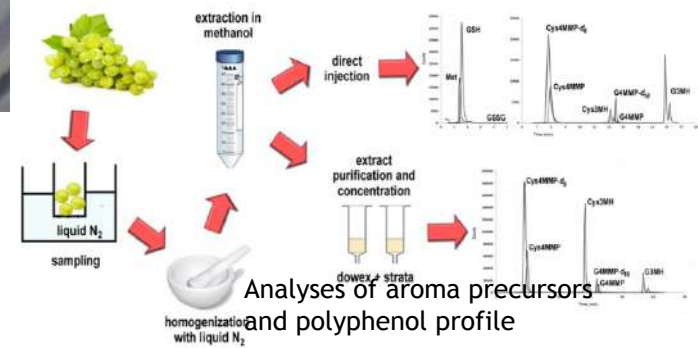 extraction in
methanol
direct
injection
GSH
Met
GSSG
Cys4MMP-d6
Cys4MMP
Cys3MH
G4MMP-d10
G4MMP
G3MH
liquid N2
sampling
homogenization
with liquid N2
extract
purification and
concentration
dowex + strata
Cys4MMP-d6
Cys4MMP
Cys3MH
G4MMP-d10
G4MMP
G3MH
Analyses of aroma precursors
and polyphenol profile